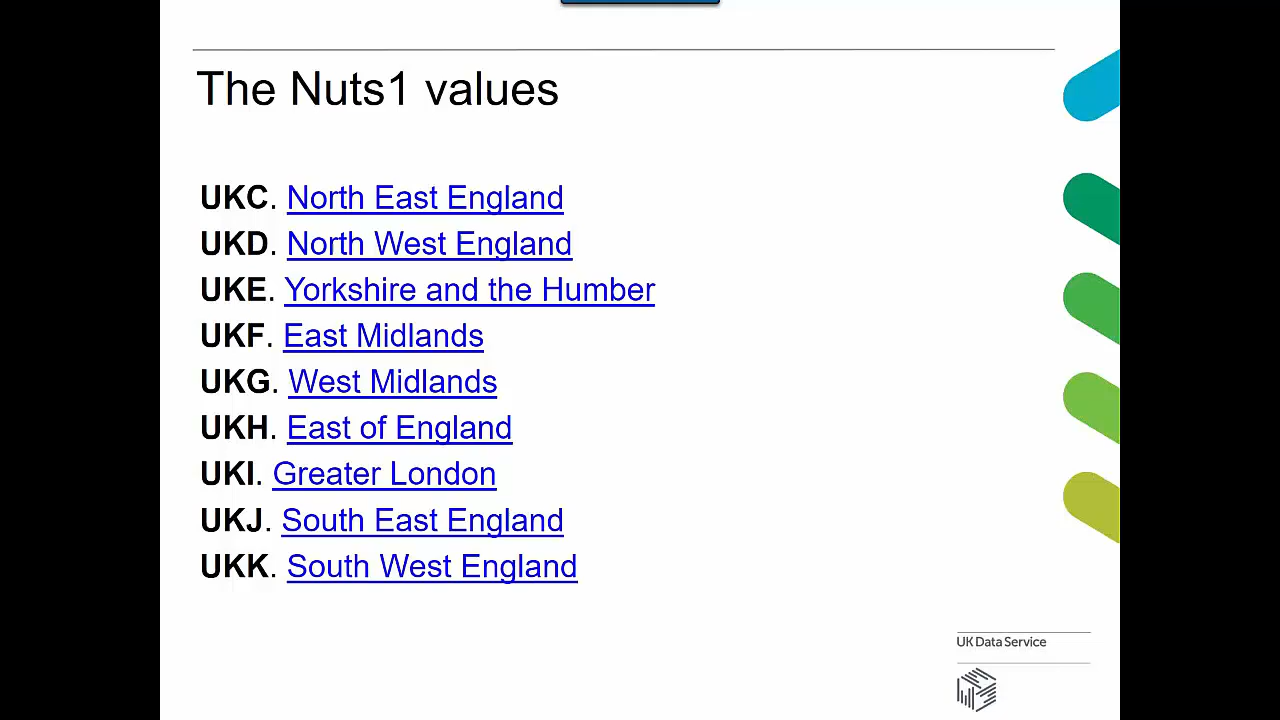 The Nuts1 values
UKC. North East England
UKD. North West England
UKE. Yorkshire and the Humber
UKF. East Midlands
UKG. West Midlands
UKH. East of England
UKI. Greater London
UKJ. South East England
UKK. South West England
UK Data Service